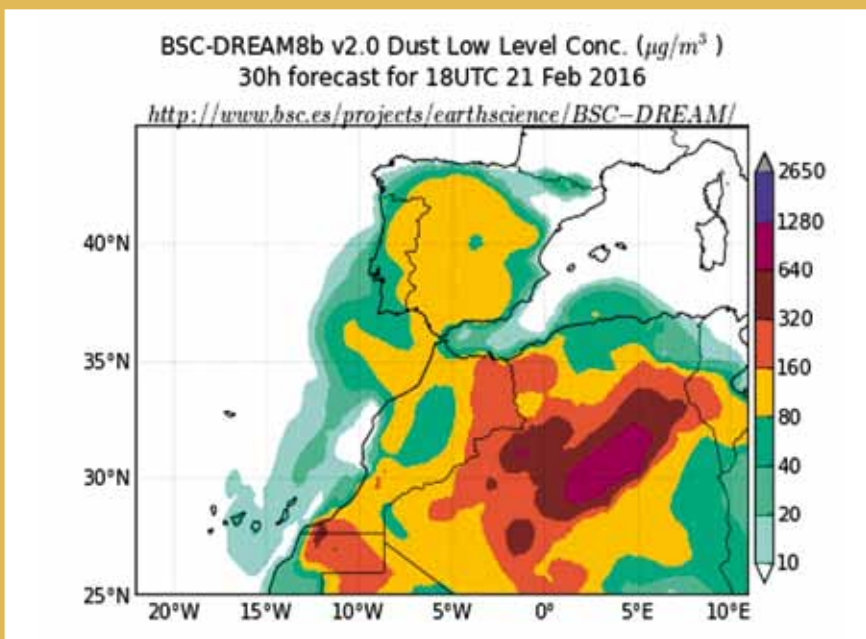 BSC-DREAM8b v2.0 Dust Low Level Conc. (μg/m³ )
30h forecast for 18UTC 21 Feb 2016
http://www.bsc.es/projects/earthscience/BSC−DREAM/
40°N
35°N
30°N
25°N
20°W
15°W
10°W
5°W
0°
5°E
10°E
2650
1280
640
320
160
80
40
20
10